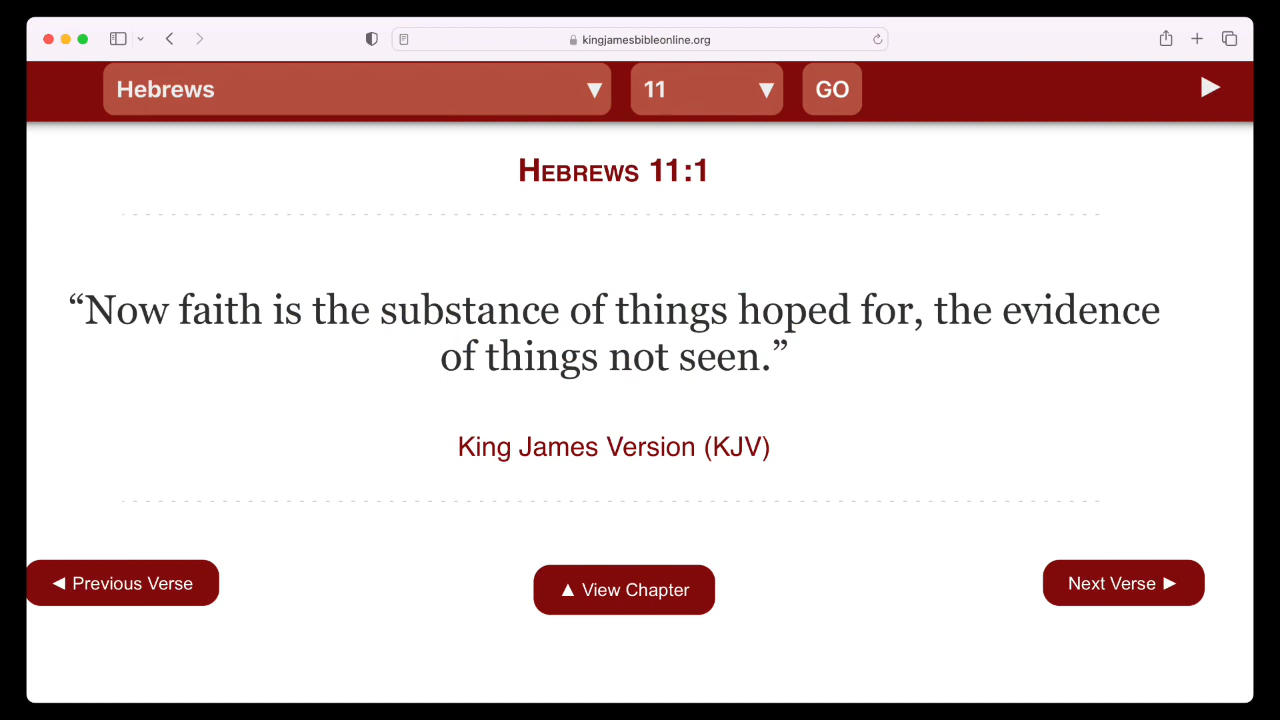 kingjamesbibleonline.org
Hebrews ▼ 11 ▼ GO ▶
Hebrews 11:1
“Now faith is the substance of things hoped for, the evidence
of things not seen.”
King James Version (KJV)
◀ Previous Verse ▲ View Chapter Next Verse ▶